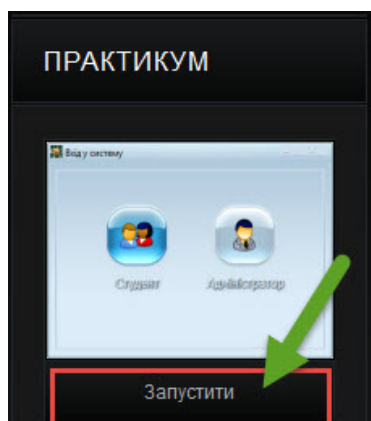 ПРАКТИКУМ
Вхід у систему
Студент
Адміністратор
Запустити